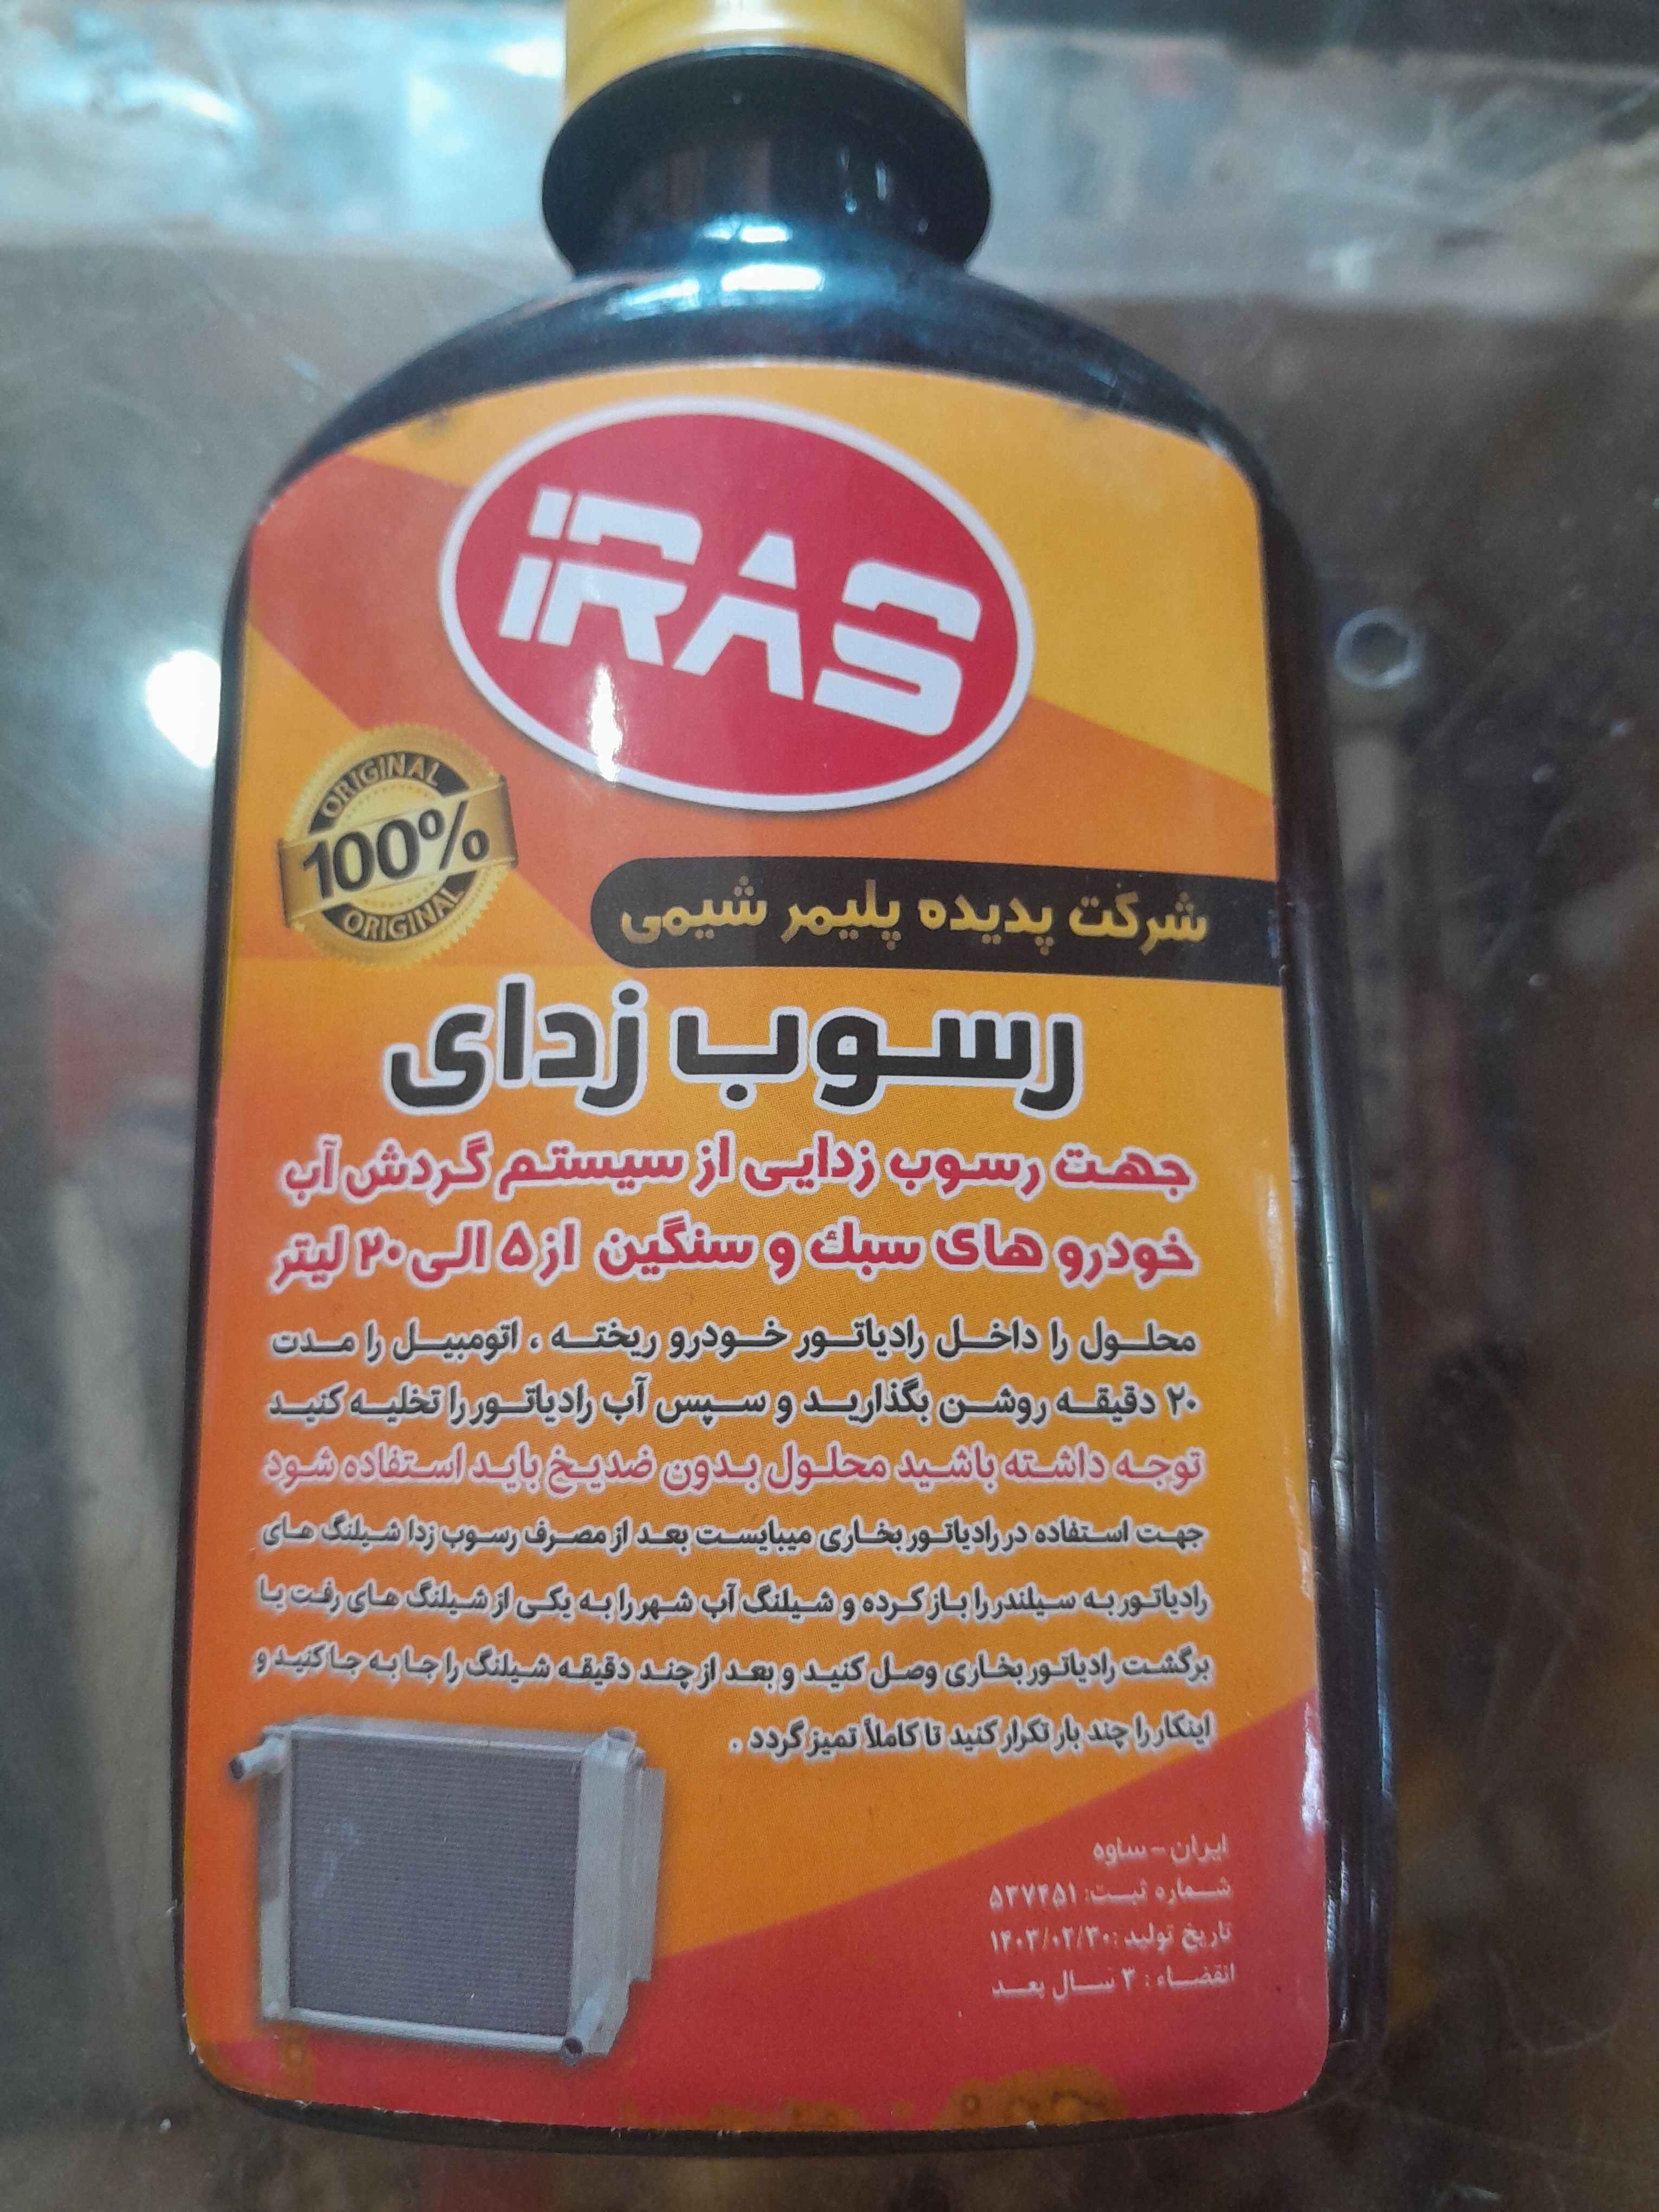 IRAS
ORIGINAL
100%
ORIGINAL
شرکت پدیده پلیمر شیمی
رسوب زدای
جهت رسوب زدایی از سیستم گردش آب
خودرو های سبک و سنگین از ۵ الی ۲۰ لیتر
محلول را داخل رادیاتور خودرو ریخته ، اتومبیل را مدت
۲۰ دقیقه روشن بگذارید و سپس آب رادیاتور را تخلیه کنید
توجه داشته باشید محلول بدون ضدیخ باید استفاده شود
جهت استفاده در رادیاتور بخاری میبایست بعد از مصرف رسوب زدا شیلنگ های
رادیاتور به سیلندر را باز کرده و شیلنگ آب شهر را به یکی از شیلنگ های رفت یا
برگشت رادیاتور بخاری وصل کنید و بعد از چند دقیقه شیلنگ را جا به جا کنید و
اینکار را چند بار تکرار کنید تا کاملاً تمیز گردد .
ایران - ساوه
شماره ثبت: ۵۳۷۴۵۱
تاریخ تولید: ۱۴۰۳/۰۲/۳۰
انقضاء : ۳ سال بعد